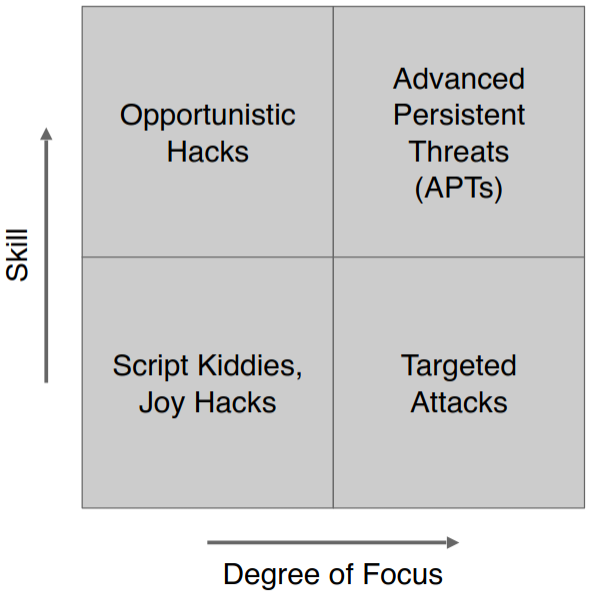 Opportunistic
Hacks
Advanced
Persistent
Threats
(APTs)
Skill
Script Kiddies,
Joy Hacks
Targeted
Attacks
Degree of Focus